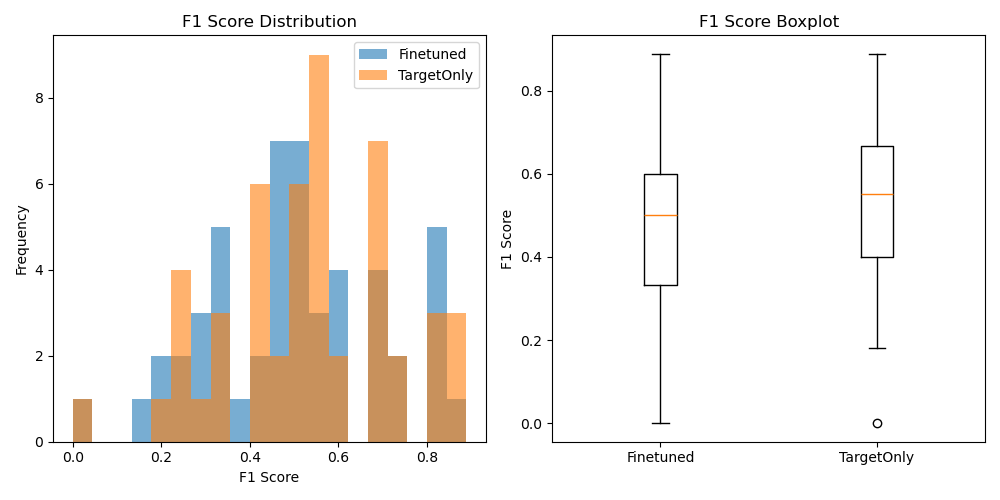 F1 Score Distribution
Finetuned
TargetOnly
8
6
4
2
0
Frequency
0.0 0.2 0.4 0.6 0.8
F1 Score
F1 Score Boxplot
0.8
0.6
0.4
0.2
0.0
F1 Score
Finetuned TargetOnly